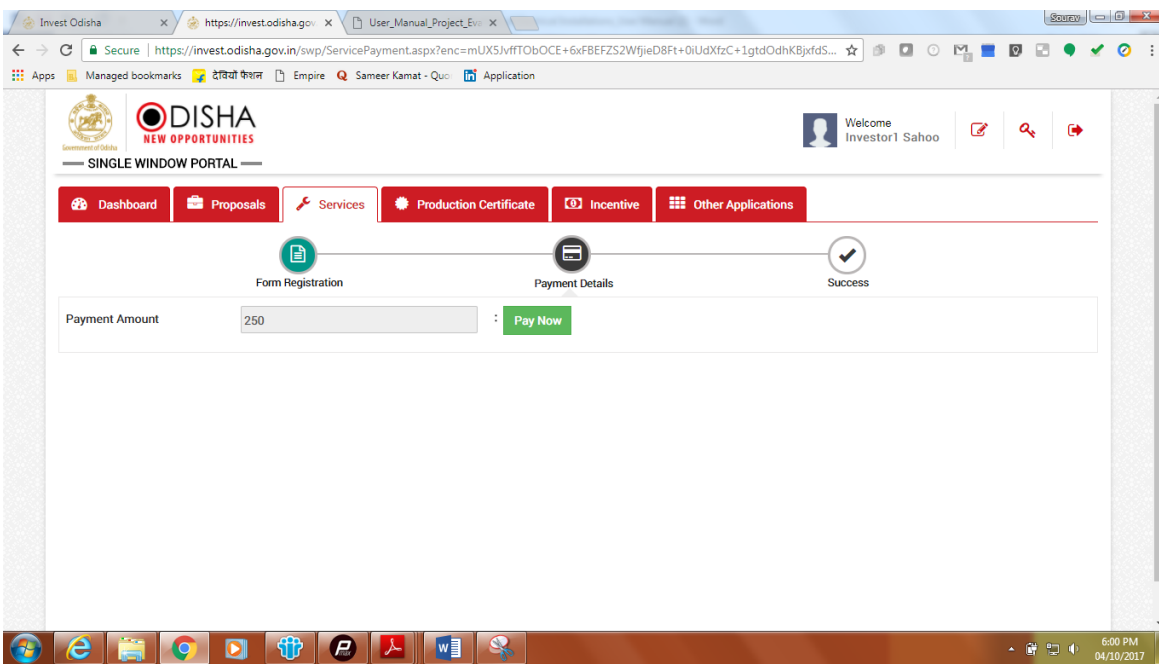 Invest Odisha
https://invest.odisha.gov
User_Manual_Project_Eva
Sourav
Secure | https://invest.odisha.gov.in/swp/ServicePayment.aspx?enc=mUX5JvffTObOCE+6xFBEFZS2WfjieD8Ft+0iUdXfzC+1gtdOdhKBjxfdS...
Apps Managed bookmarks देवियों फैशन Empire Sameer Kamat - Quo Application
ODISHA
NEW OPPORTUNITIES
Government of Odisha
SINGLE WINDOW PORTAL
Welcome
Investor1 Sahoo
Dashboard Proposals Services Production Certificate Incentive Other Applications
Form Registration Payment Details Success
Payment Amount 250 : Pay Now
6:00 PM
04/10/2017